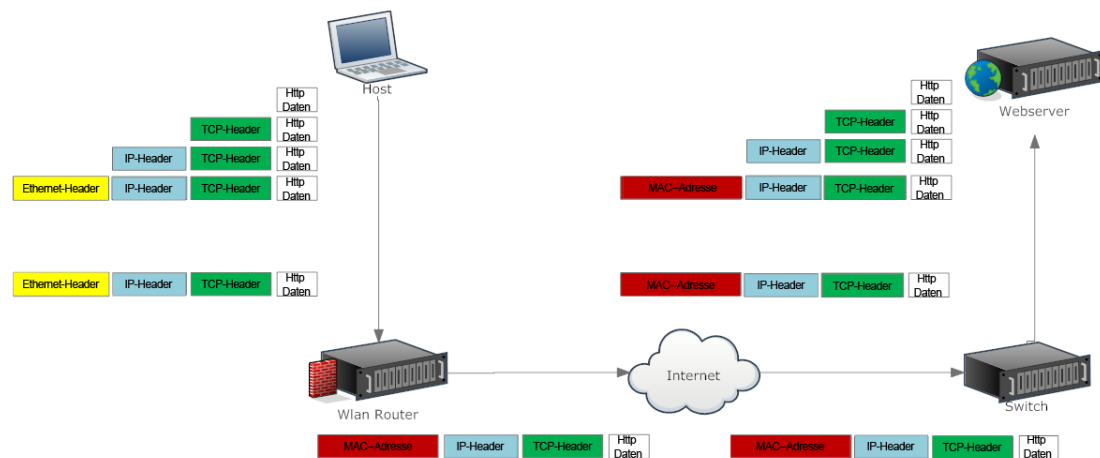 Host
Webserver
Http
Daten
TCP-Header
Http
Daten
IP-Header
TCP-Header
Http
Daten
Ethernet-Header
IP-Header
TCP-Header
Http
Daten
Http
Daten
TCP-Header
Http
Daten
IP-Header
TCP-Header
Http
Daten
MAC–Adresse
IP-Header
TCP-Header
Http
Daten
Ethernet-Header
IP-Header
TCP-Header
Http
Daten
MAC–Adresse
IP-Header
TCP-Header
Http
Daten
Wlan Router
Internet
Switch
MAC–Adresse
IP-Header
TCP-Header
Http
Daten
MAC–Adresse
IP-Header
TCP-Header
Http
Daten